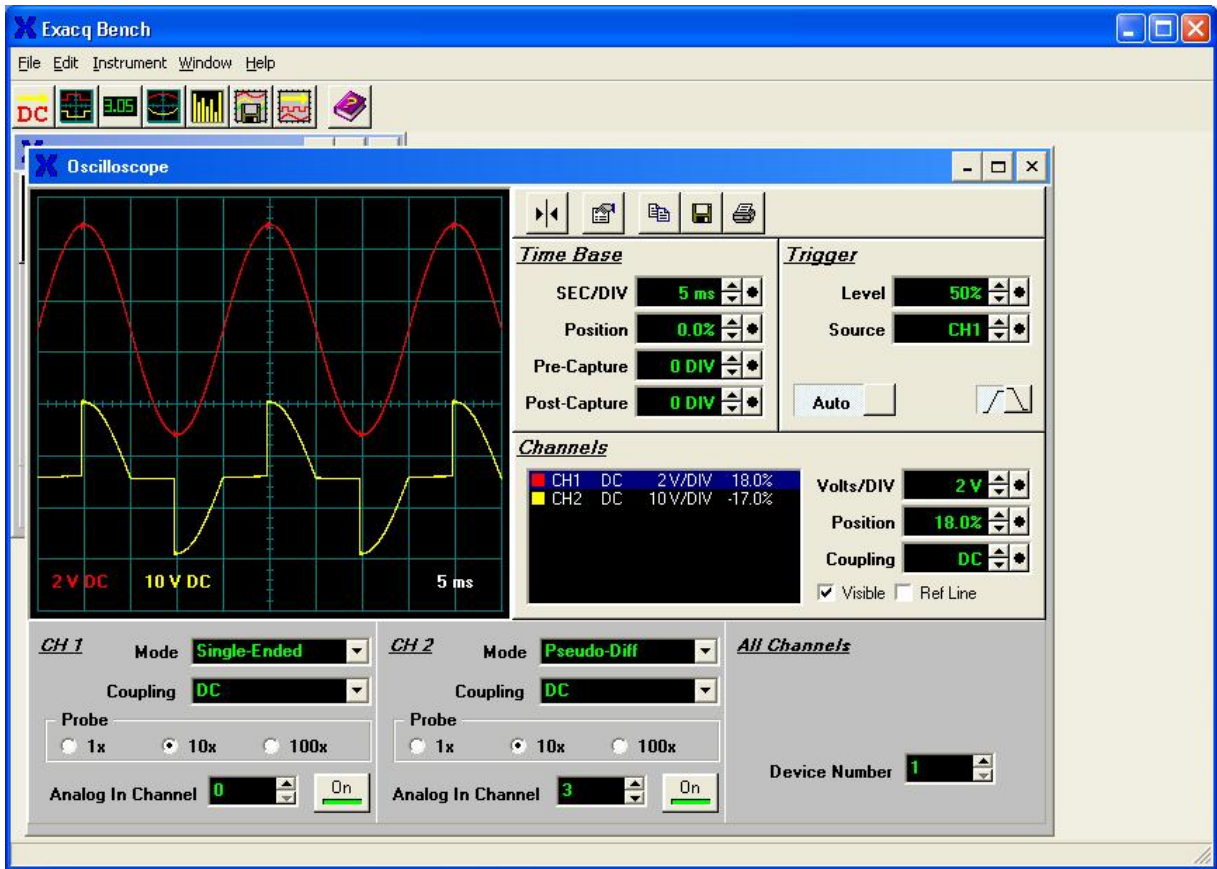 Exacq Bench
File Edit Instrument Window Help
DC 3.05 ?
Oscilloscope
Time Base
SEC/DIV 5 ms
Position 0.0%
Pre-Capture 0 DIV
Post-Capture 0 DIV
Trigger
Level 50%
Source CH1
Auto
Channels
CH1 DC 2 V/DIV 18.0%
CH2 DC 10 V/DIV -17.0%
Volts/DIV 2 V
Position 18.0%
Coupling DC
Visible Ref Line
2 V DC 10 V DC 5 ms
CH 1
Mode Single-Ended
Coupling DC
Probe
1x 10x 100x
Analog In Channel 0 On
CH 2
Mode Pseudo-Diff
Coupling DC
Probe
1x 10x 100x
Analog In Channel 3 On
All Channels
Device Number 1